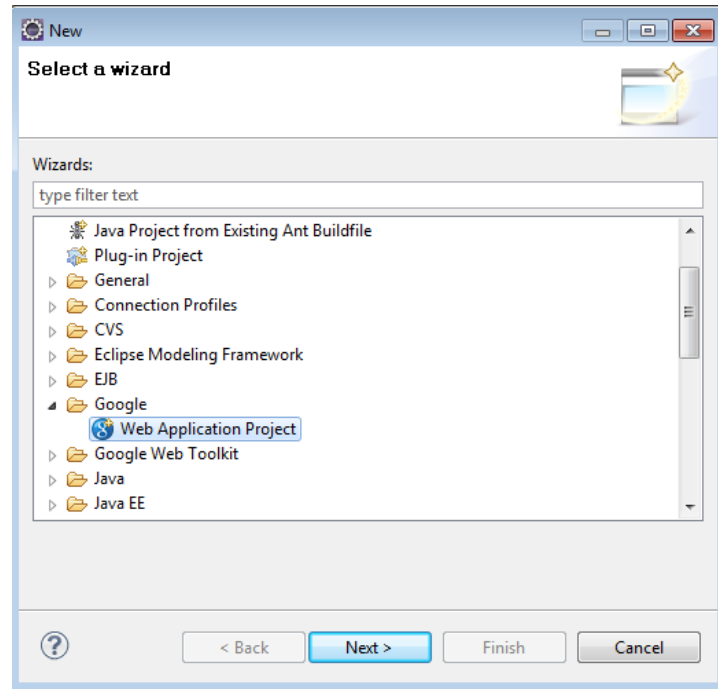 New
Select a wizard
Wizards:
type filter text
Java Project from Existing Ant Buildfile
Plug-in Project
General
Connection Profiles
CVS
Eclipse Modeling Framework
EJB
Google
Web Application Project
Google Web Toolkit
Java
Java EE
? < Back Next > Finish Cancel